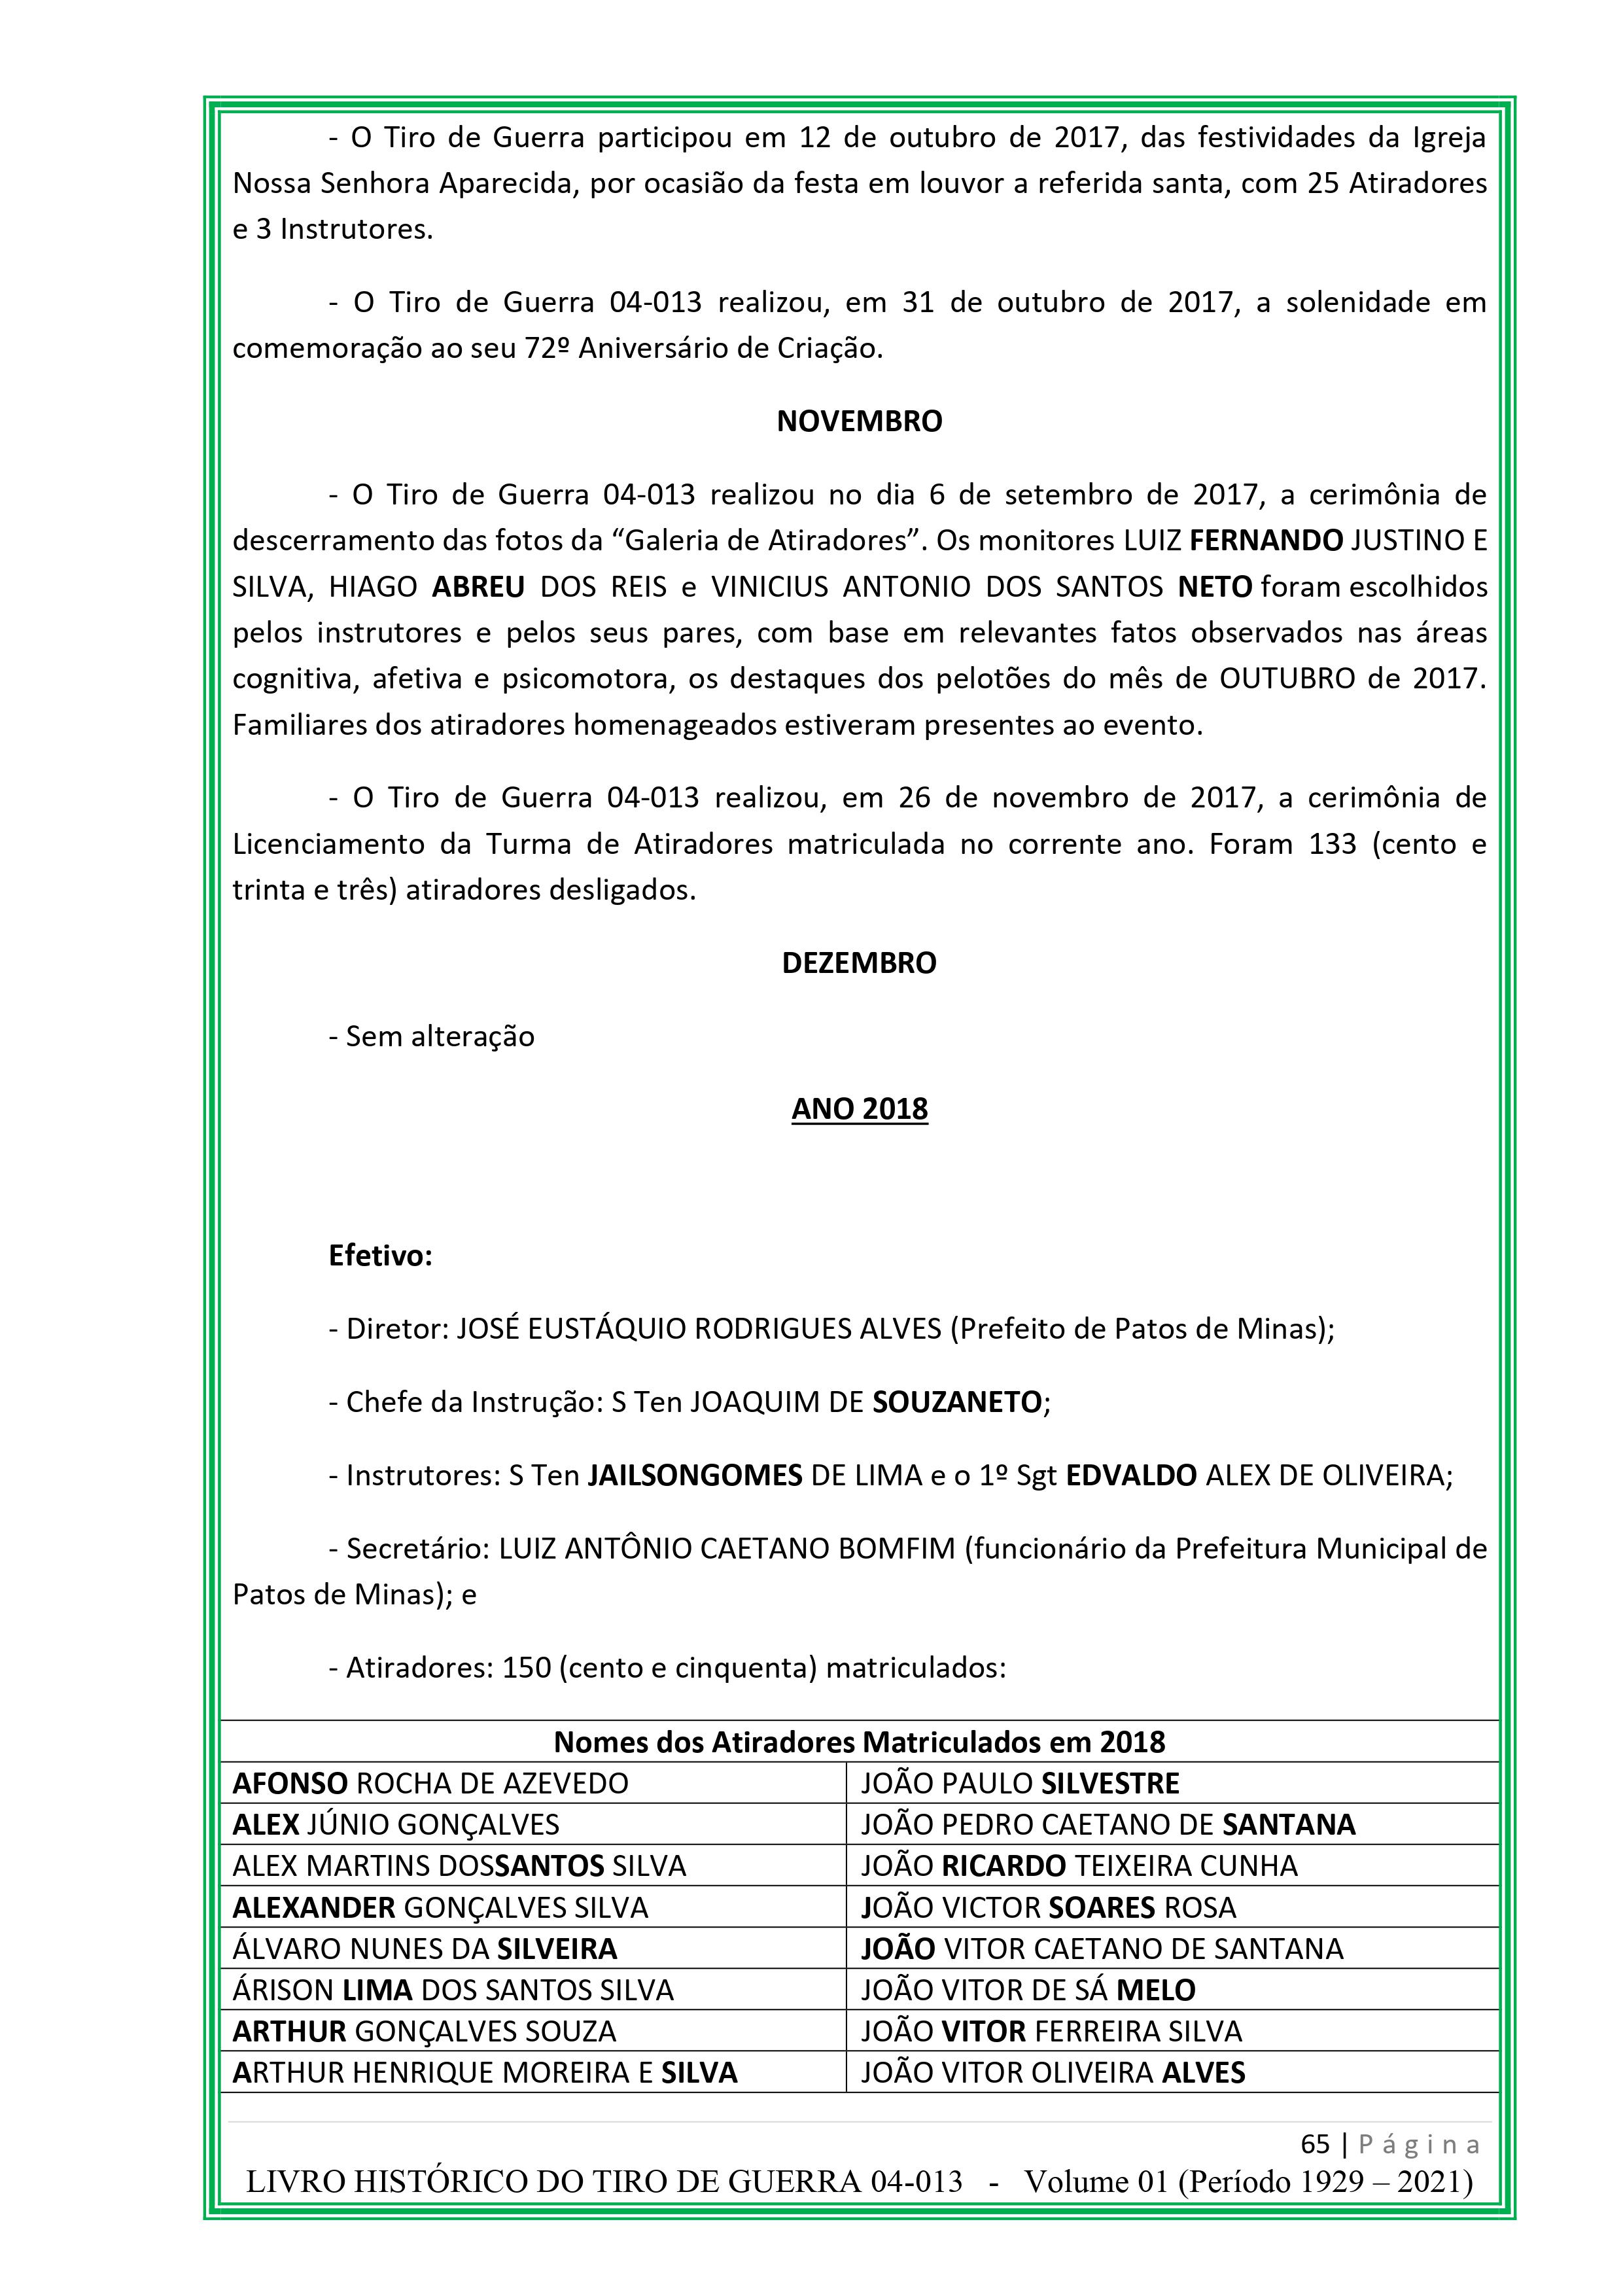 - O Tiro de Guerra participou em 12 de outubro de 2017, das festividades da Igreja
Nossa Senhora Aparecida, por ocasião da festa em louvor a referida santa, com 25 Atiradores
e 3 Instrutores.
- O Tiro de Guerra 04-013 realizou, em 31 de outubro de 2017, a solenidade em
comemoração ao seu 72º Aniversário de Criação.
NOVEMBRO
- O Tiro de Guerra 04-013 realizou no dia 6 de setembro de 2017, a cerimônia de
descerramento das fotos da “Galeria de Atiradores”. Os monitores LUIZ FERNANDO JUSTINO E
SILVA, HIAGO ABREU DOS REIS e VINICIUS ANTONIO DOS SANTOS NETO foram escolhidos
pelos instrutores e pelos seus pares, com base em relevantes fatos observados nas áreas
cognitiva, afetiva e psicomotora, os destaques dos pelotões do mês de OUTUBRO de 2017.
Familiares dos atiradores homenageados estiveram presentes ao evento.
- O Tiro de Guerra 04-013 realizou, em 26 de novembro de 2017, a cerimônia de
Licenciamento da Turma de Atiradores matriculada no corrente ano. Foram 133 (cento e
trinta e três) atiradores desligados.
DEZEMBRO
- Sem alteração
ANO 2018
Efetivo:
- Diretor: JOSÉ EUSTÁQUIO RODRIGUES ALVES (Prefeito de Patos de Minas);
- Chefe da Instrução: S Ten JOAQUIM DE SOUZANETO;
- Instrutores: S Ten JAILSONGOMES DE LIMA e o 1º Sgt EDVALDO ALEX DE OLIVEIRA;
- Secretário: LUIZ ANTÔNIO CAETANO BOMFIM (funcionário da Prefeitura Municipal de
Patos de Minas); e
- Atiradores: 150 (cento e cinquenta) matriculados:
Nomes dos Atiradores Matriculados em 2018
AFONSO ROCHA DE AZEVEDO JOÃO PAULO SILVESTRE
ALEX JÚNIO GONÇALVES JOÃO PEDRO CAETANO DE SANTANA
ALEX MARTINS DOSSANTOS SILVA JOÃO RICARDO TEIXEIRA CUNHA
ALEXANDER GONÇALVES SILVA JOÃO VICTOR SOARES ROSA
ÁLVARO NUNES DA SILVEIRA JOÃO VITOR CAETANO DE SANTANA
ÁRISON LIMA DOS SANTOS SILVA JOÃO VITOR DE SÁ MELO
ARTHUR GONÇALVES SOUZA JOÃO VITOR FERREIRA SILVA
ARTHUR HENRIQUE MOREIRA E SILVA JOÃO VITOR OLIVEIRA ALVES
65 | Página
LIVRO HISTÓRICO DO TIRO DE GUERRA 04-013 - Volume 01 (Período 1929 – 2021)